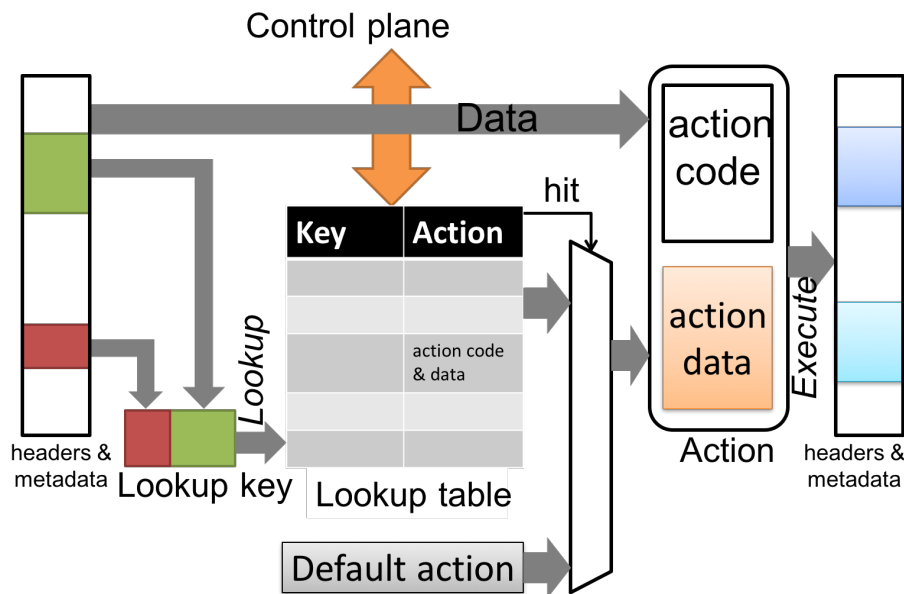 Control plane
Data
action
code
hit
Key Action
Lookup
action code
& data
action
data
Execute
headers &
metadata
Lookup key
Lookup table
Action
headers &
metadata
Default action